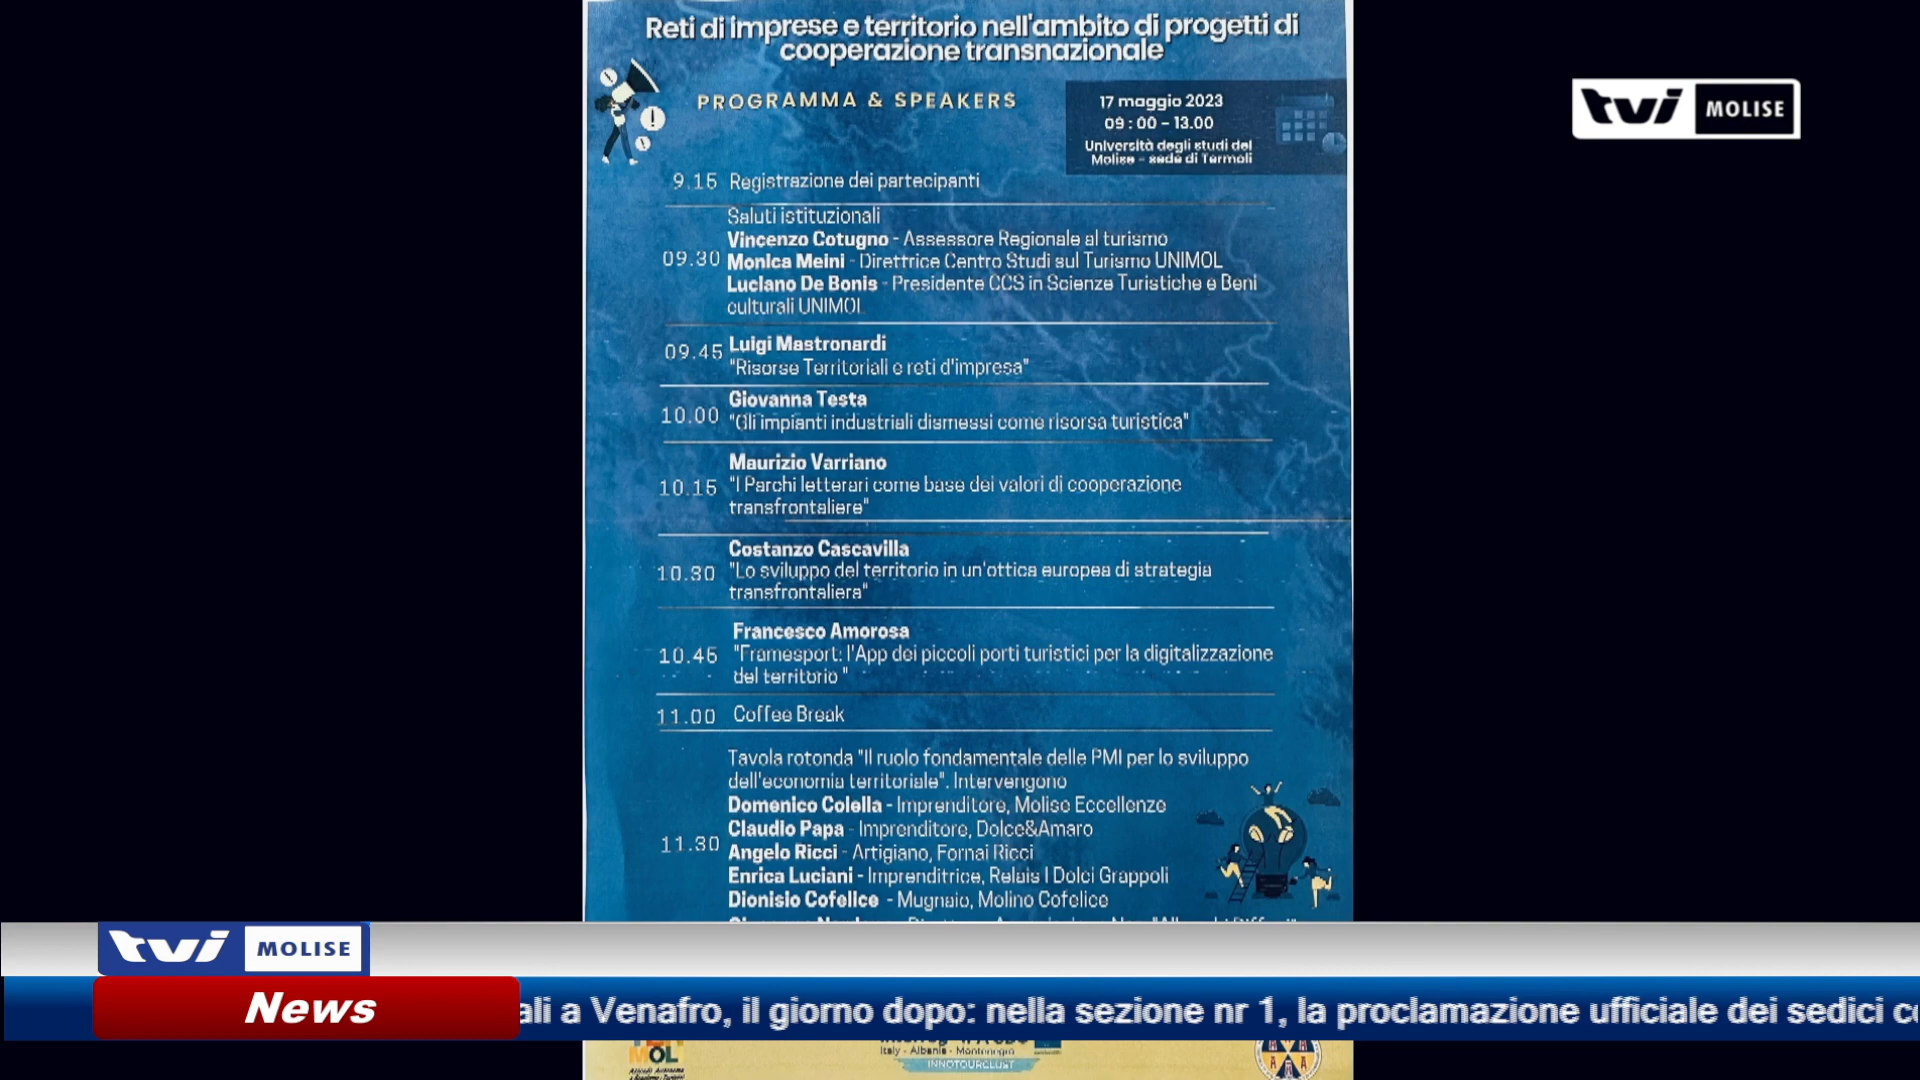 Reti di imprese e territorio nell'ambito di progetti di
cooperazione transnazionale
PROGRAMMA & SPEAKERS
17 maggio 2023
09 : 00 – 13.00
Università degli studi del
Molise – sede di Termoli
9.15 Registrazione dei partecipanti
Saluti istituzionali
Vincenzo Cotugno - Assessore Regionale al turismo
09.30 Monica Meini - Direttrice Centro Studi sul Turismo UNIMOL
Luciano De Bonis - Presidente CCS in Scienze Turistiche e Beni
culturali UNIMOL
09.45 Luigi Mastronardi
"Risorse Territoriali e reti d'impresa"
Giovanna Testa
10.00 "Gli impianti industriali dismessi come risorsa turistica"
Maurizio Varriano
10.15 "I Parchi letterari come base dei valori di cooperazione
transfrontaliere"
Costanzo Cascavilla
10.30 "Lo sviluppo del territorio in un'ottica europea di strategia
transfrontaliera"
Francesco Amorosa
10.45 "Framesport: l'App dei piccoli porti turistici per la digitalizzazione
del territorio "
11.00 Coffee Break
Tavola rotonda "Il ruolo fondamentale delle PMI per lo sviluppo
dell'economia territoriale". Intervengono
Domenico Colella - Imprenditore, Molise Eccellenze
Claudio Papa - Imprenditore, Dolce&Amaro
11.30 Angelo Ricci - Artigiano, Fornai Ricci
Enrica Luciani - Imprenditrice, Relais I Dolci Grappoli
Dionisio Cofelice - Mugnaio, Molino Cofelice
tvi MOLISE
tvi MOLISE
News
ali a Venafro, il giorno dopo: nella sezione nr 1, la proclamazione ufficiale dei sedici c
MOL
Italy - Albania - Montenegro
INNOTOURCLUST